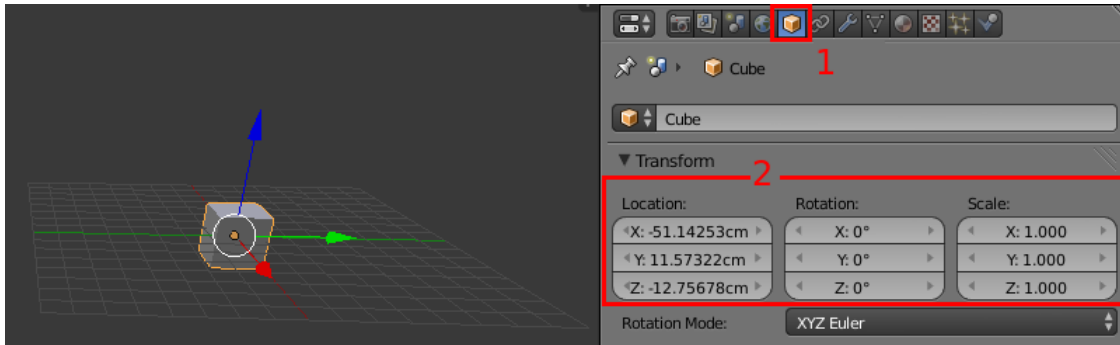 1
Cube
Cube
Transform
2
Location: Rotation: Scale:
X: -51.14253cm X: 0° X: 1.000
Y: 11.57322cm Y: 0° Y: 1.000
Z: -12.75678cm Z: 0° Z: 1.000
Rotation Mode: XYZ Euler